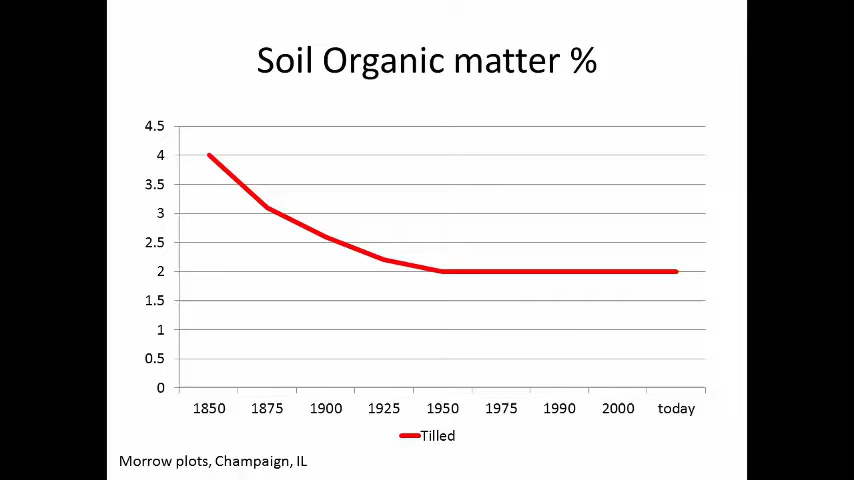 Soil Organic matter %
4.5
4
3.5
3
2.5
2
1.5
1
0.5
0
1850 1875 1900 1925 1950 1975 1990 2000 today
Tilled
Morrow plots, Champaign, IL